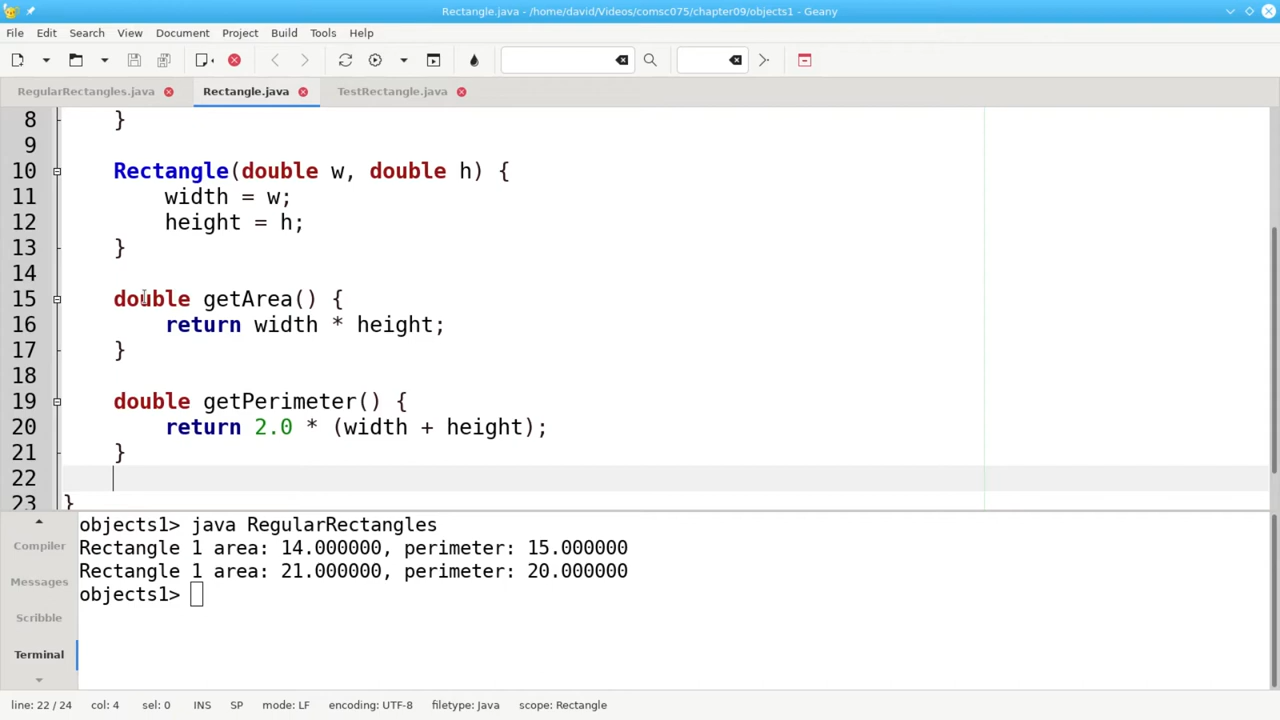 Rectangle.java - /home/david/Videos/comsc075/chapter09/objects1 - Geany
File Edit Search View Document Project Build Tools Help
RegularRectangles.java Rectangle.java TestRectangle.java
8 }
9
10 Rectangle(double w, double h) {
11 width = w;
12 height = h;
13 }
14
15 double getArea() {
16 return width * height;
17 }
18
19 double getPerimeter() {
20 return 2.0 * (width + height);
21 }
22
23 }
Compiler
Messages
Scribble
Terminal
objects1> java RegularRectangles
Rectangle 1 area: 14.000000, perimeter: 15.000000
Rectangle 1 area: 21.000000, perimeter: 20.000000
objects1>
line: 22 / 24 col: 4 sel: 0 INS SP mode: LF encoding: UTF-8 filetype: Java scope: Rectangle